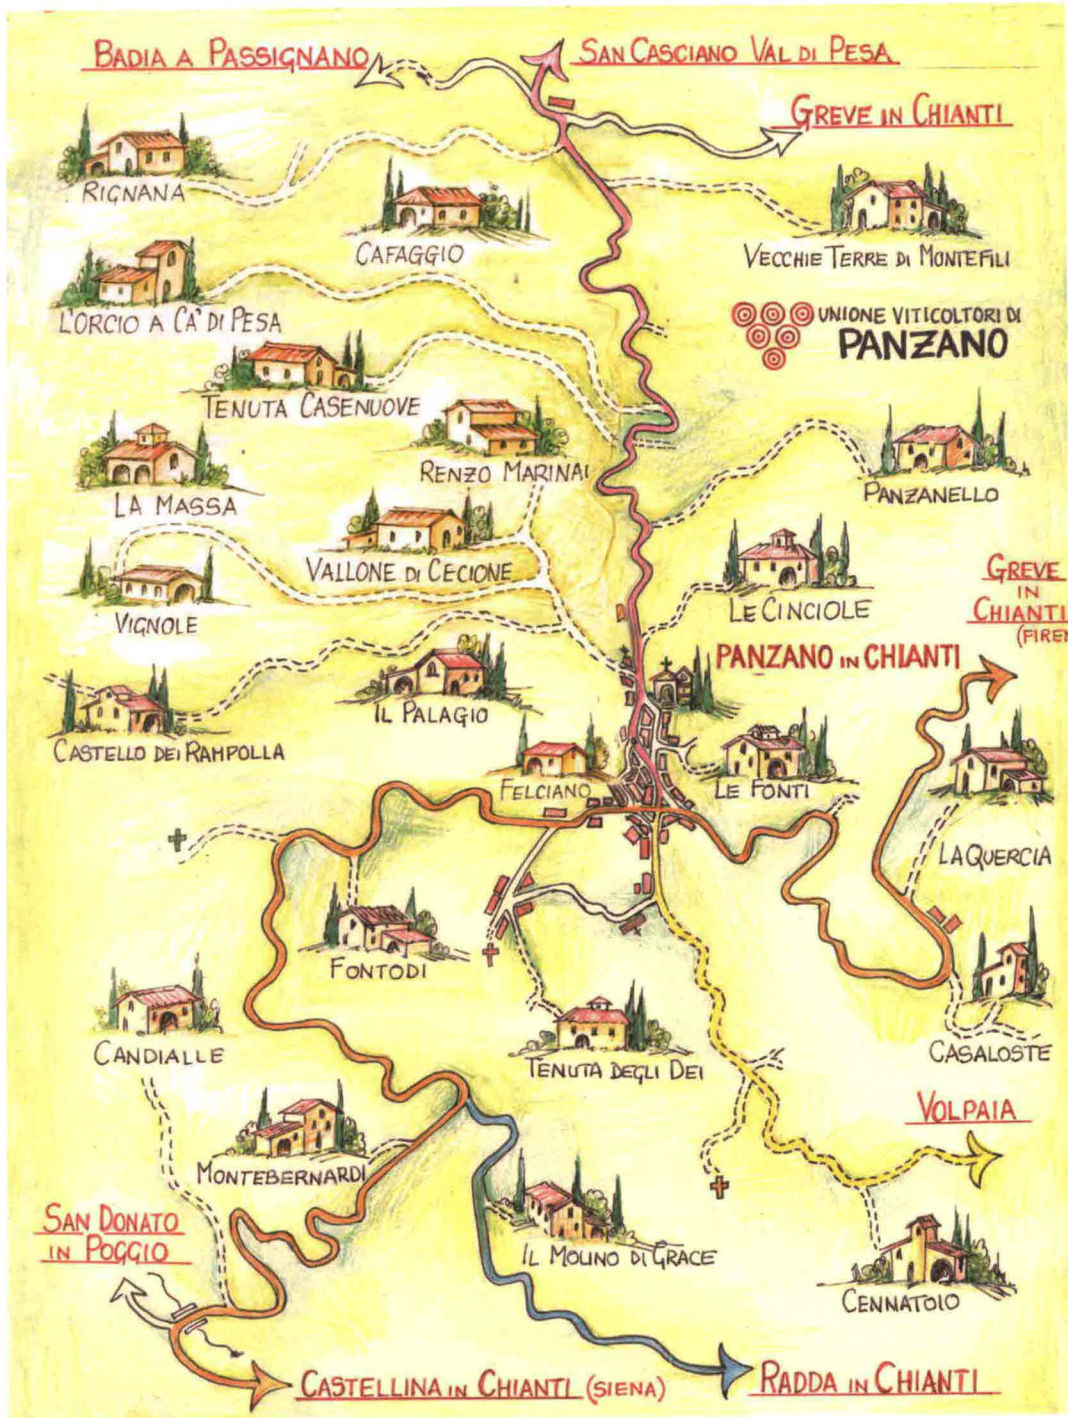 BADIA A PASSIGNANO
SAN CASCIANO VAL DI PESA
GREVE IN CHIANTI
RIGNANA
CAFAGGIO
VECCHIE TERRE DI MONTEFILI
L'ORCIO A CA' DI PESA
UNIONE VITICOLTORI DI
PANZANO
TENUTA CASENUOVE
RENZO MARINAI
LA MASSA
PANZANELLO
VALLONE DI CECIONE
VIGNOLE
LE CINCIOLE
GREVE
IN
CHIANTI
(FIREN
PANZANO IN CHIANTI
IL PALAGIO
CASTELLO DEI RAMPOLLA
FELCIANO
LE FONTI
LA QUERCIA
FONTODI
CANDIALLE
TENUTA DEGLI DEI
CASALOSTE
VOLPAIA
MONTEBERNARDI
SAN DONATO
IN POGGIO
IL MOLINO DI GRACE
CENNATOIO
CASTELLINA IN CHIANTI (SIENA)
RADDA IN CHIANTI